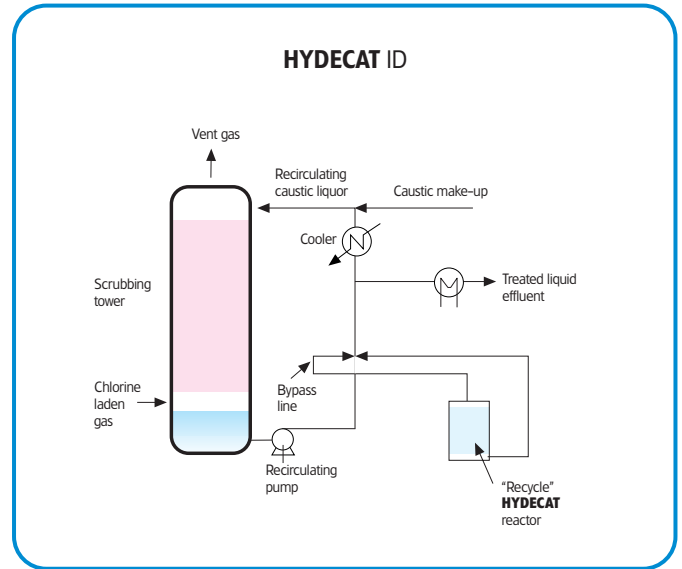 HYDECAT ID
Vent gas
Recirculating
caustic liquor
Caustic make-up
Cooler
Scrubbing
tower
Treated liquid
effluent
Chlorine
laden
gas
Bypass
line
Recirculating
pump
"Recycle"
HYDECAT
reactor